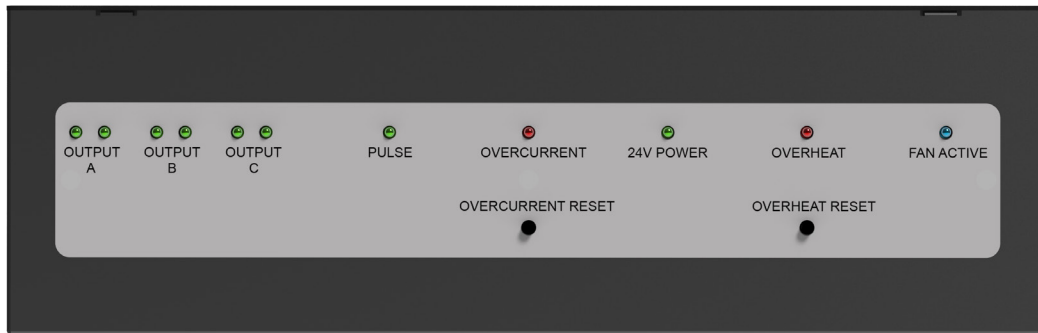 OUTPUT
A
OUTPUT
B
OUTPUT
C
PULSE
OVERCURRENT
24V POWER
OVERHEAT
FAN ACTIVE
OVERCURRENT RESET
OVERHEAT RESET